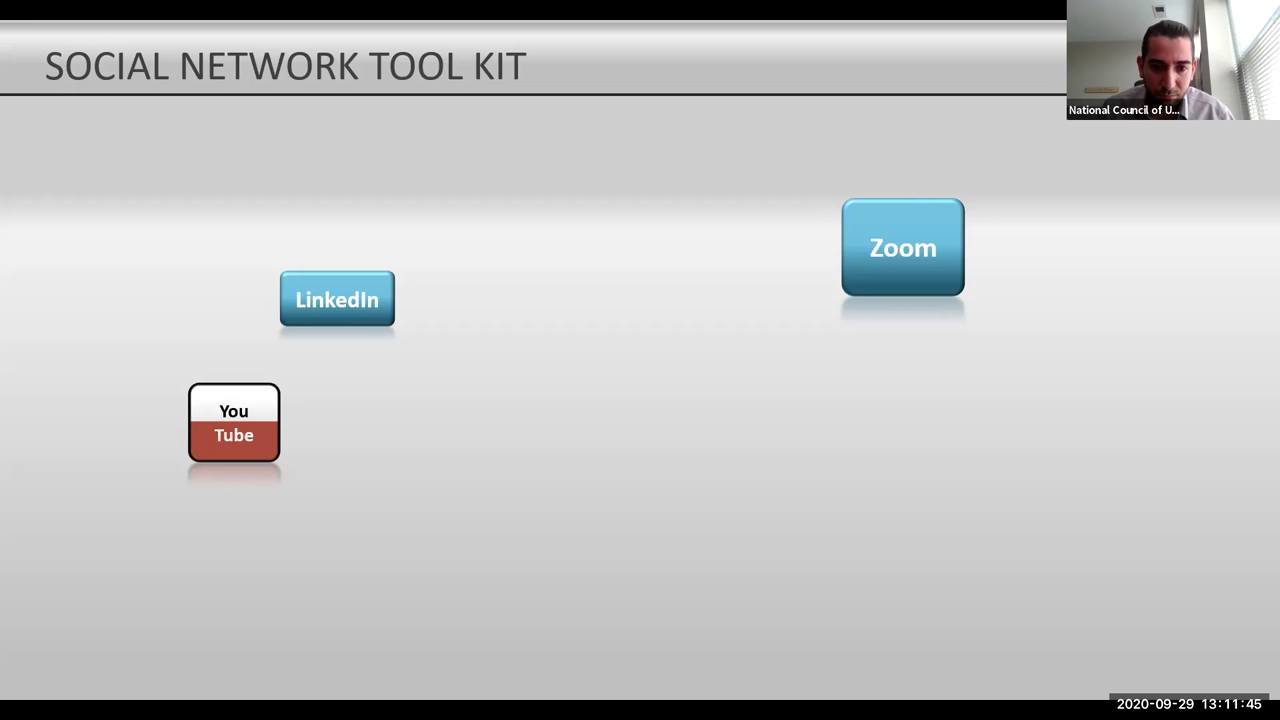 SOCIAL NETWORK TOOL KIT
National Council of U...
Zoom
LinkedIn
You
Tube
2020-09-29 13:11:45